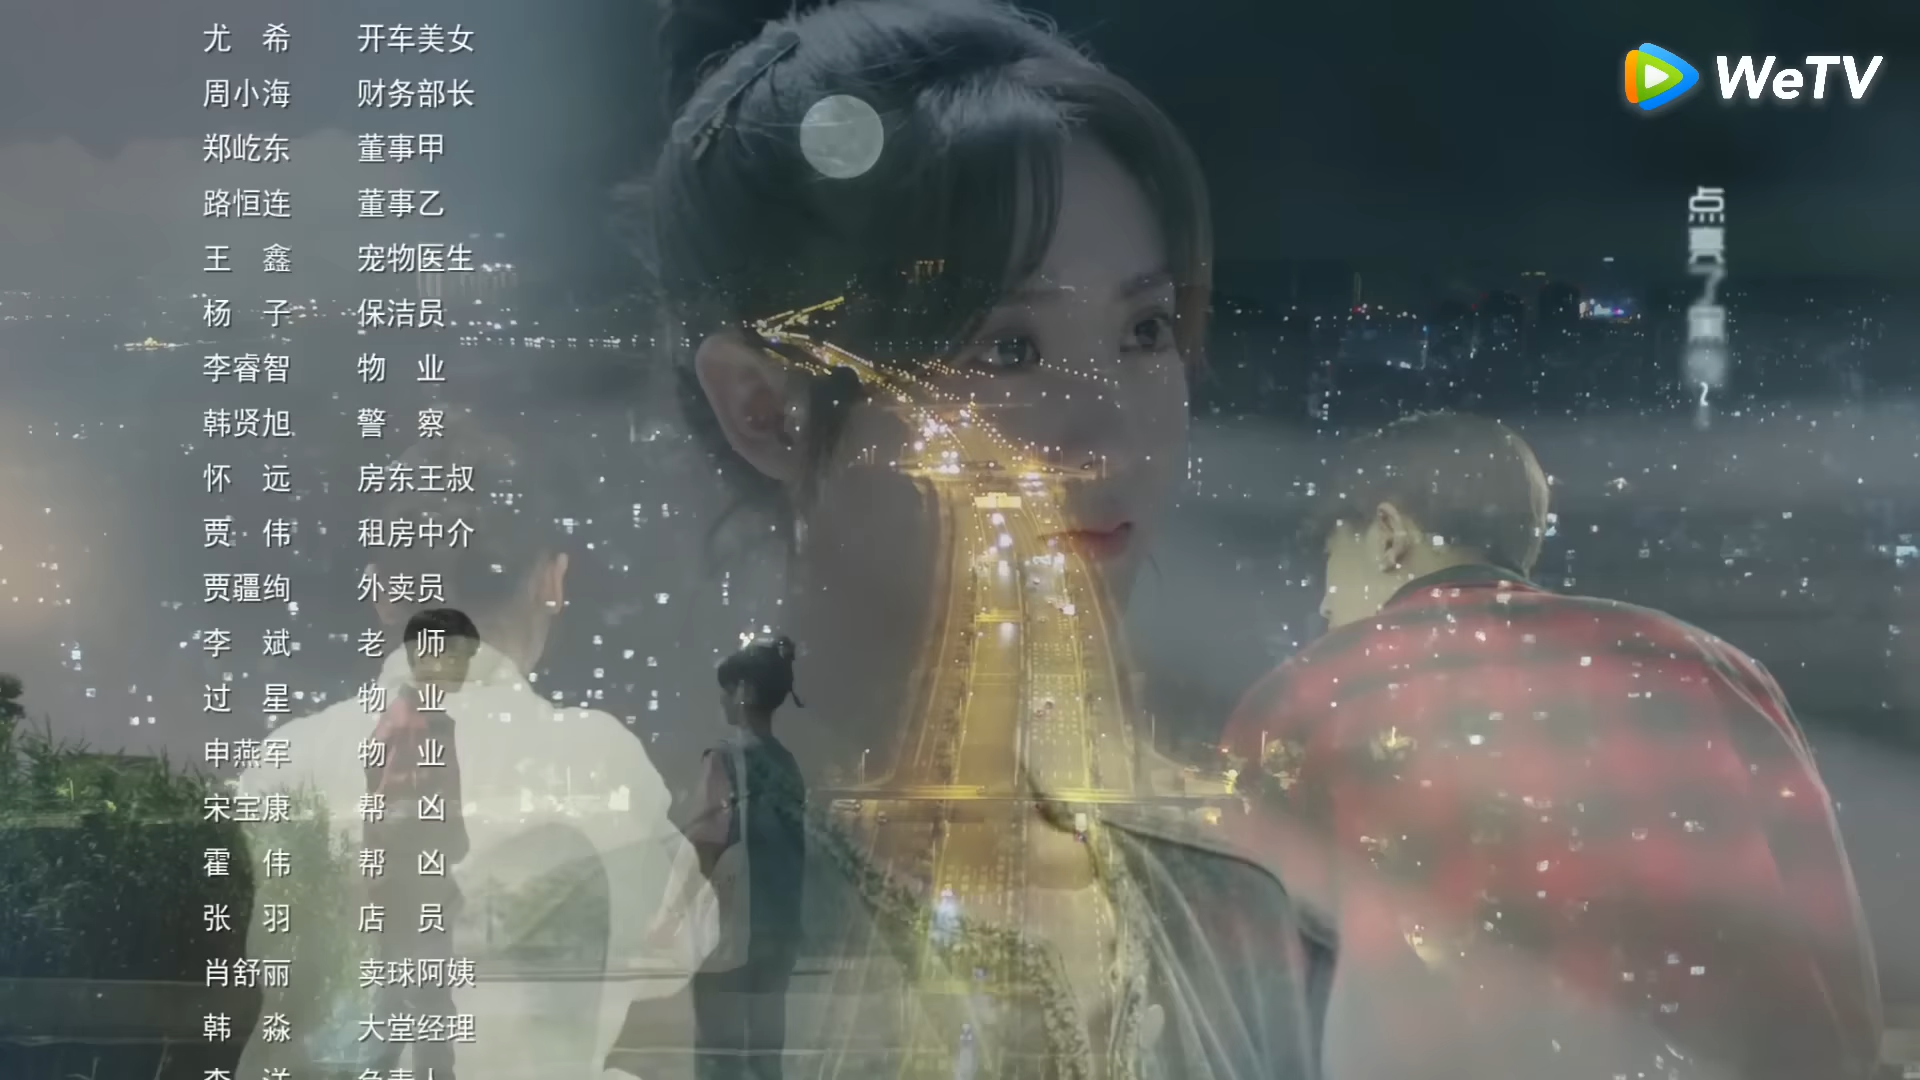 尤 希 开车美女
周小海 财务部长
郑屹东 董事甲
路恒连 董事乙
王 鑫 宠物医生
杨 子 保洁员
李睿智 物 业
韩贤旭 警 察
怀 远 房东王叔
贾 伟 租房中介
贾疆绚 外卖员
李 斌 老 师
过 星 物 业
申燕军 物 业
宋宝康 帮 凶
霍 伟 帮 凶
张 羽 店 员
肖舒丽 卖球阿姨
韩 淼 大堂经理
WeTV
点亮了